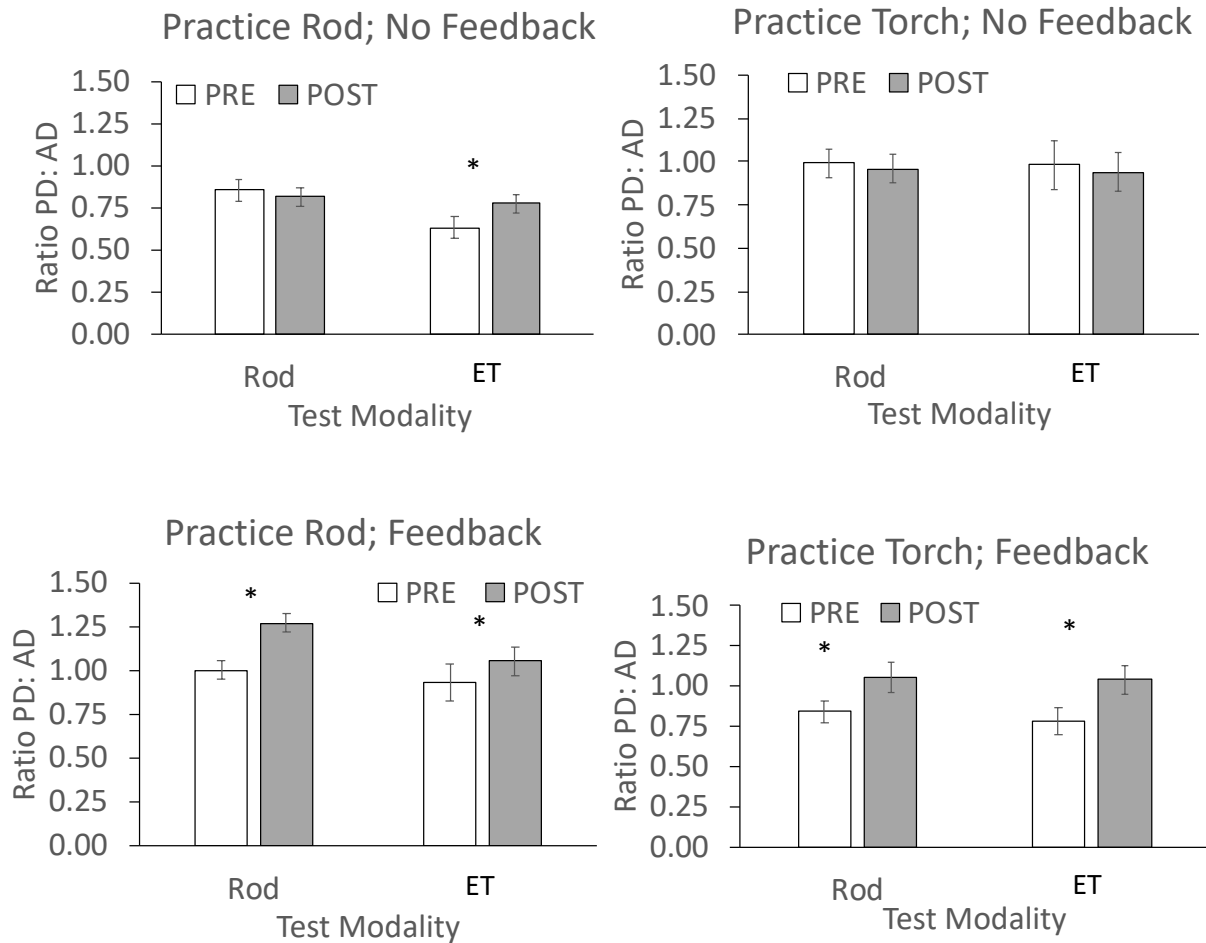 Practice Rod; No Feedback
PRE POST
Ratio PD: AD
1.50
1.25
1.00
0.75
0.50
0.25
0.00
*
Rod ET
Test Modality
Practice Torch; No Feedback
PRE POST
Ratio PD: AD
1.50
1.25
1.00
0.75
0.50
0.25
0.00
Rod ET
Test Modality
Practice Rod; Feedback
PRE POST
Ratio PD: AD
1.50
1.25
1.00
0.75
0.50
0.25
0.00
* *
Rod ET
Test Modality
Practice Torch; Feedback
PRE POST
Ratio PD: AD
1.50
1.25
1.00
0.75
0.50
0.25
0.00
* *
Rod ET
Test Modality